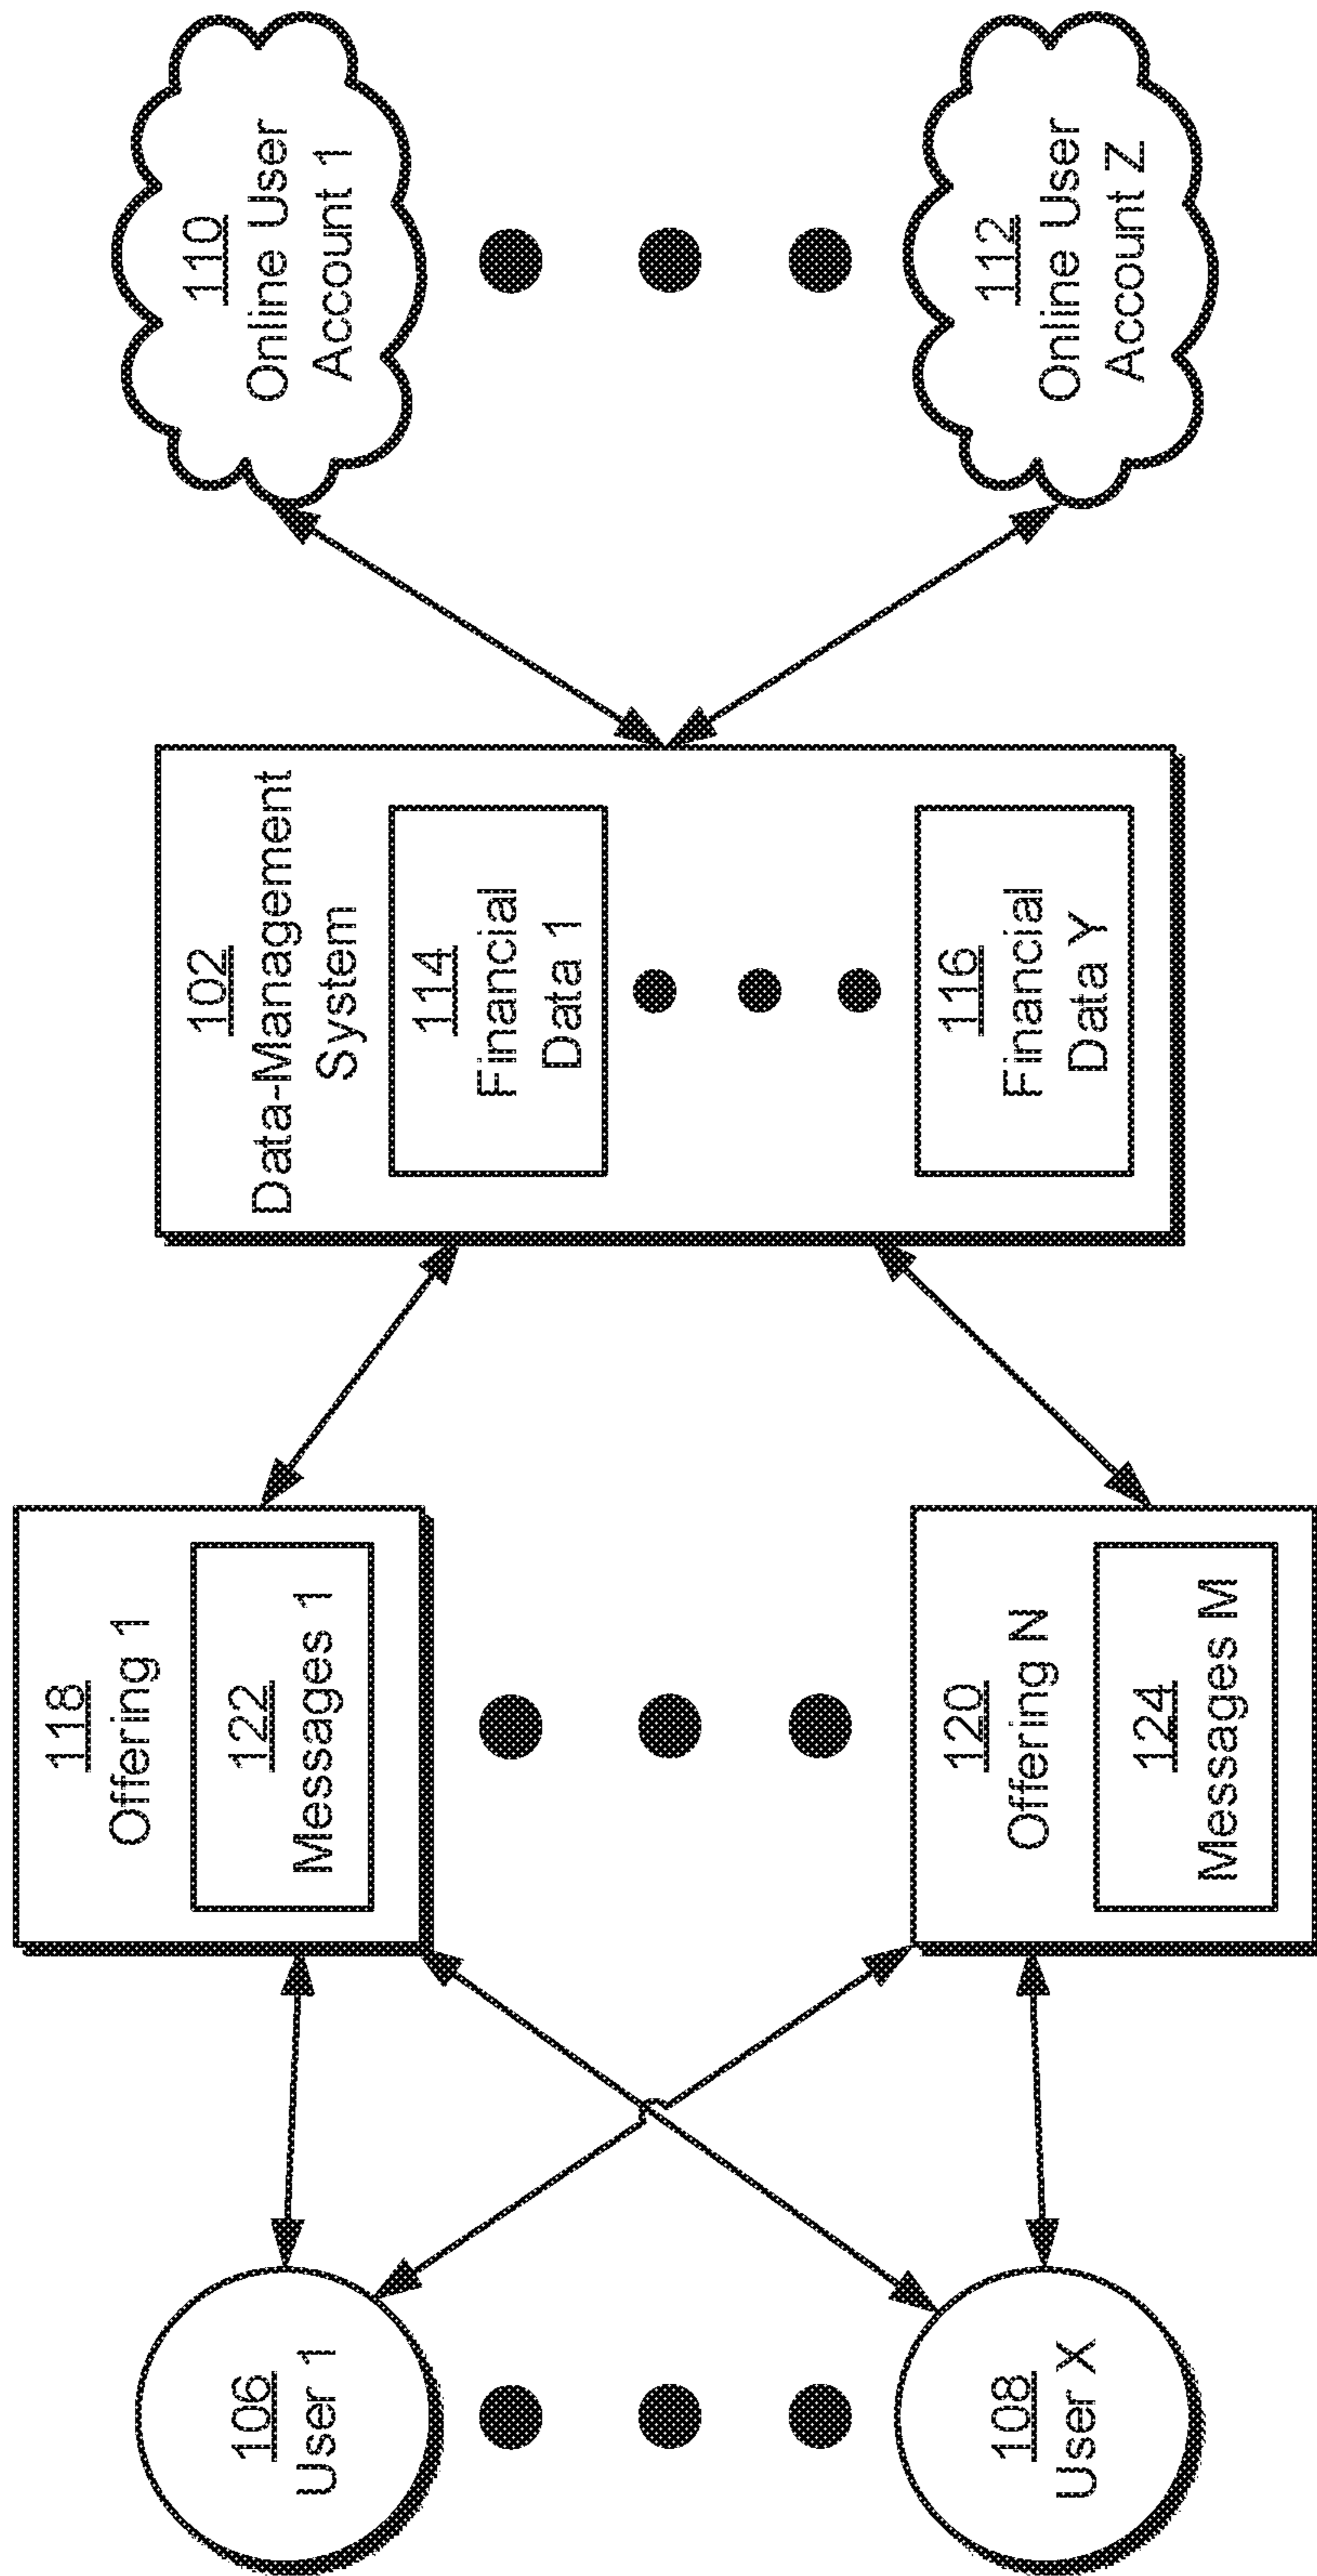 106
User 1
108
User X
118
Offering 1
122
Messages 1
120
Offering N
124
Messages M
102
Data-Management
System
114
Financial
Data 1
116
Financial
Data Y
110
Online User
Account 1
112
Online User
Account Z